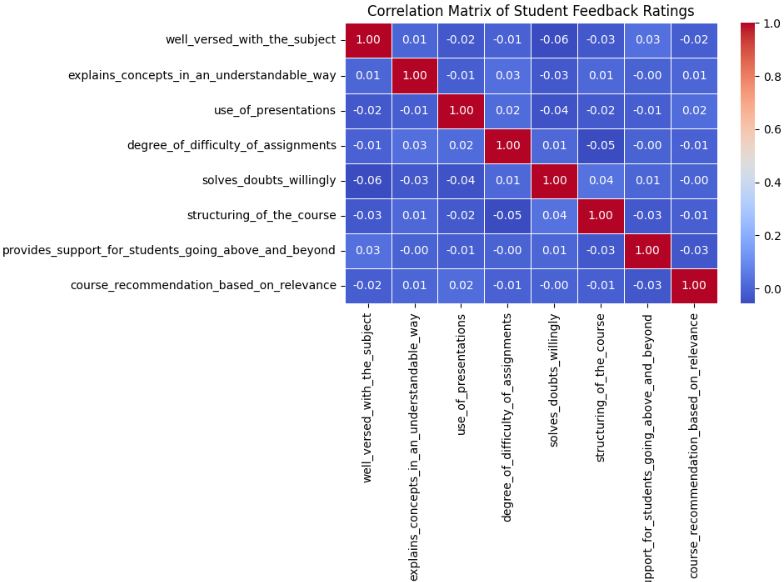 Correlation Matrix of Student Feedback Ratings
well_versed_with_the_subject 1.00 0.01 -0.02 -0.01 -0.06 -0.03 0.03 -0.02
explains_concepts_in_an_understandable_way 0.01 1.00 -0.01 0.03 -0.03 0.01 -0.00 0.01
use_of_presentations -0.02 -0.01 1.00 0.02 -0.04 -0.02 -0.01 0.02
degree_of_difficulty_of_assignments -0.01 0.03 0.02 1.00 0.01 -0.05 -0.00 -0.01
solves_doubts_willingly -0.06 -0.03 -0.04 0.01 1.00 0.04 0.01 -0.00
structuring_of_the_course -0.03 0.01 -0.02 -0.05 0.04 1.00 -0.03 -0.01
provides_support_for_students_going_above_and_beyond 0.03 -0.00 -0.01 -0.00 0.01 -0.03 1.00 -0.03
course_recommendation_based_on_relevance -0.02 0.01 0.02 -0.01 -0.00 -0.01 -0.03 1.00
well_versed_with_the_subject
explains_concepts_in_an_understandable_way
use_of_presentations
degree_of_difficulty_of_assignments
solves_doubts_willingly
structuring_of_the_course
upport_for_students_going_above_and_beyond
course_recommendation_based_on_relevance
1.0
0.8
0.6
0.4
0.2
0.0